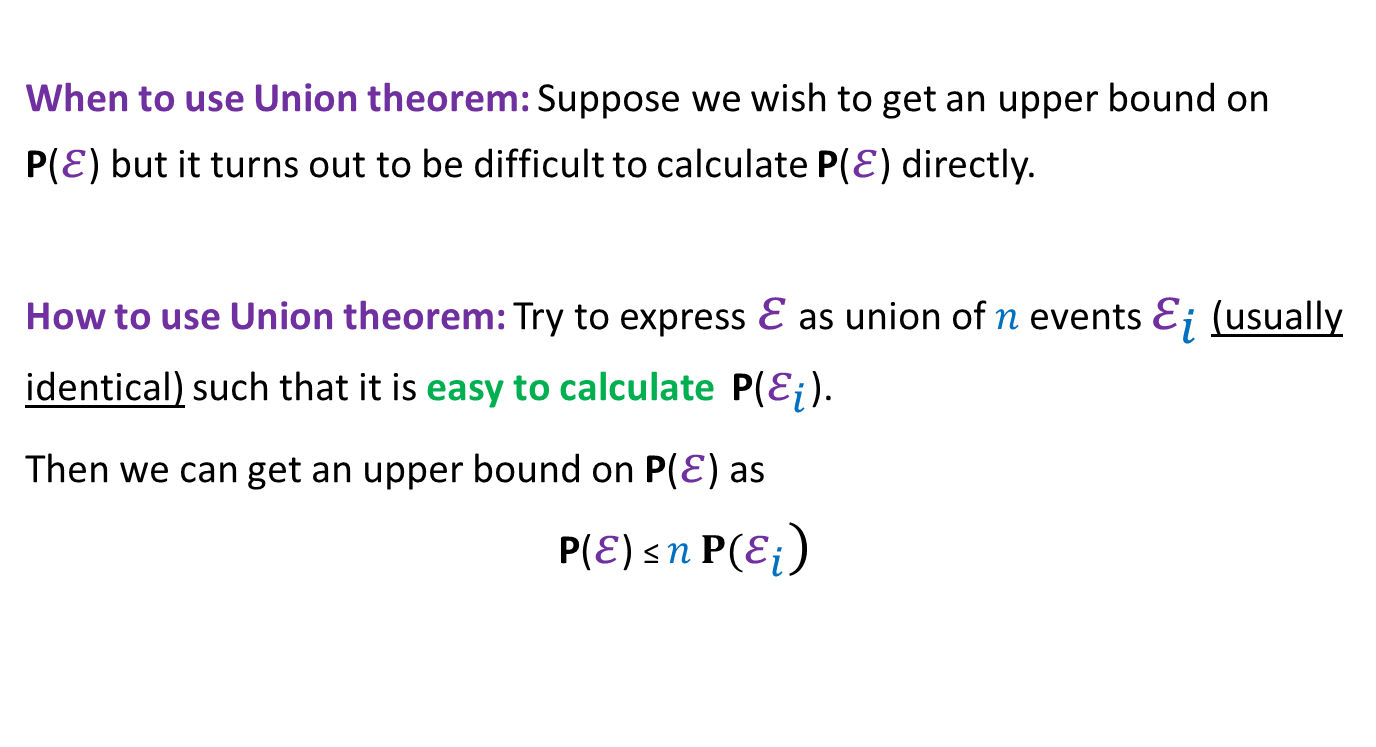 When to use Union theorem: Suppose we wish to get an upper bound on
P(ℰ) but it turns out to be difficult to calculate P(ℰ) directly.
How to use Union theorem: Try to express ℰ as union of 𝑛 events ℰ𝑖 (usually
identical) such that it is easy to calculate P(ℰ𝑖).
Then we can get an upper bound on P(ℰ) as
P(ℰ) ≤ 𝑛 𝐏(ℰ𝑖)